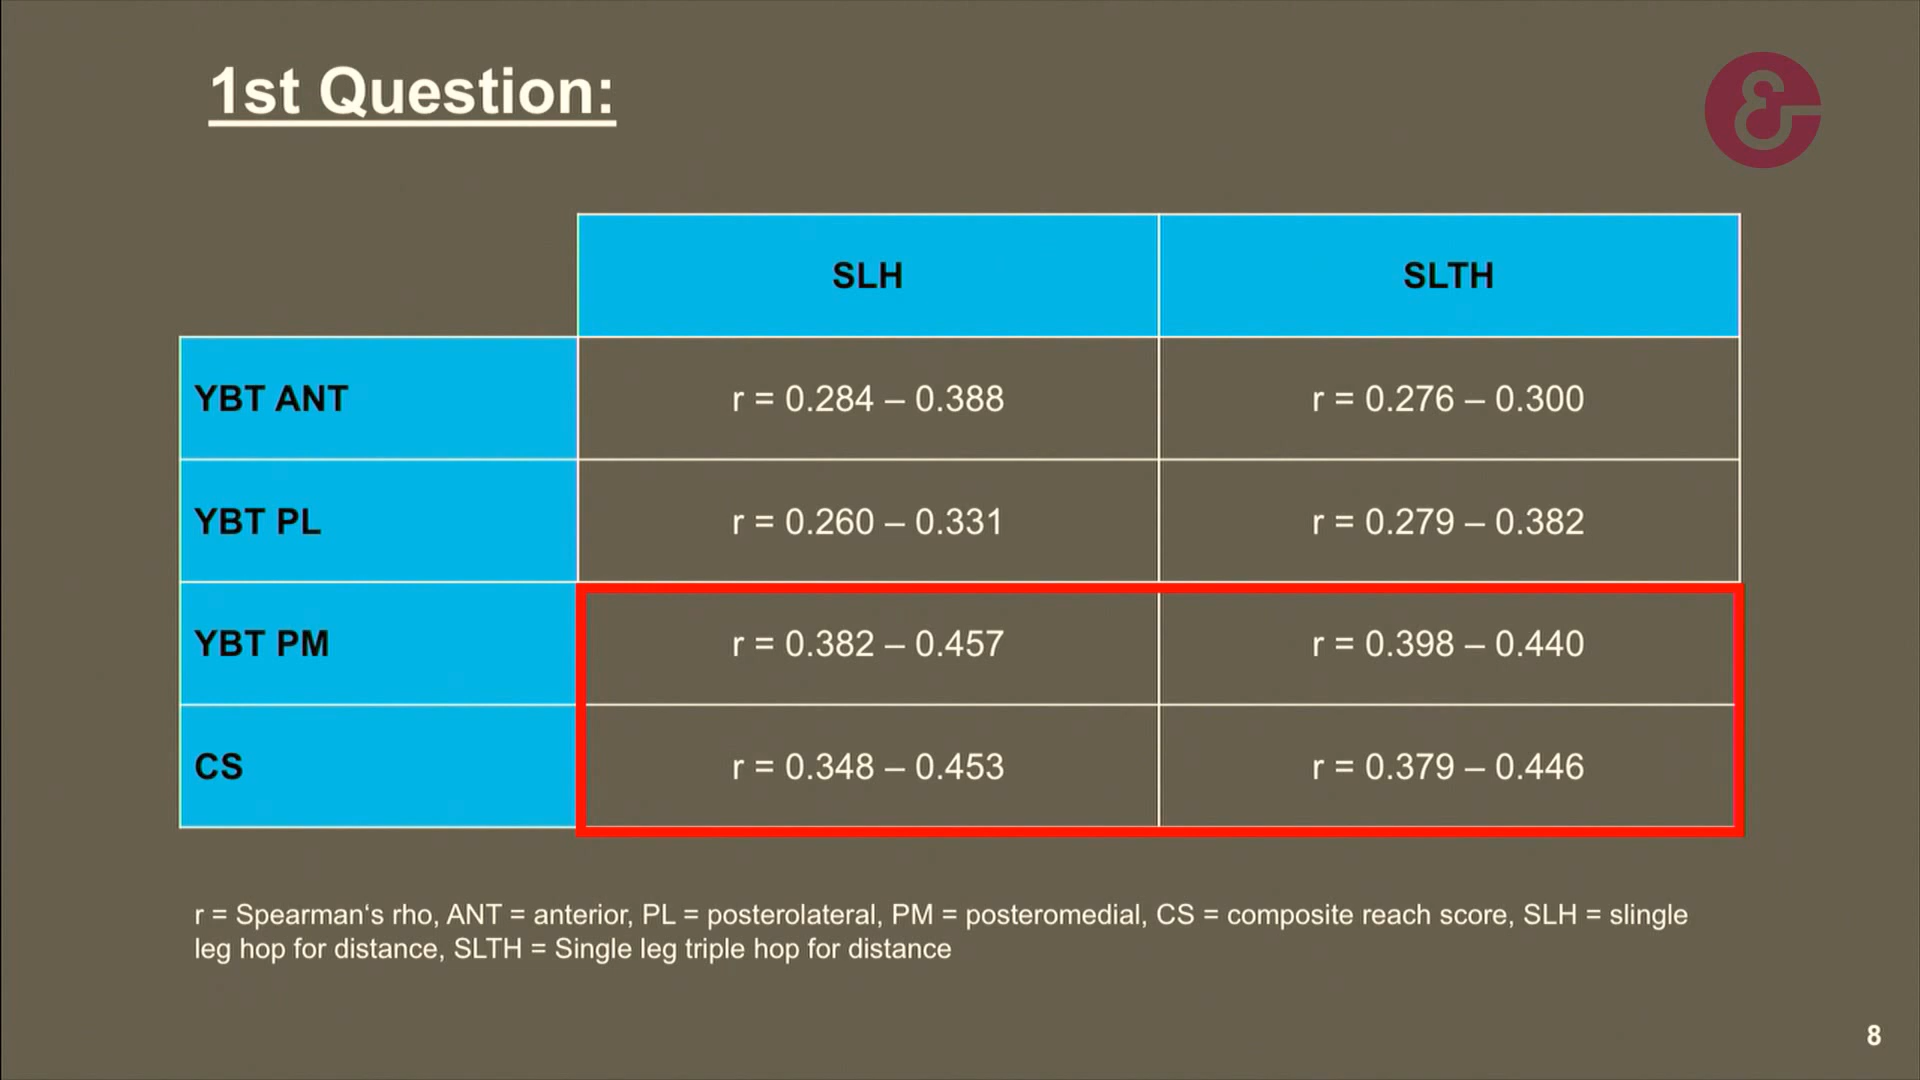 1st Question:
&
SLH SLTH
YBT ANT r = 0.284 – 0.388 r = 0.276 – 0.300
YBT PL r = 0.260 – 0.331 r = 0.279 – 0.382
YBT PM r = 0.382 – 0.457 r = 0.398 – 0.440
CS r = 0.348 – 0.453 r = 0.379 – 0.446
r = Spearman‘s rho, ANT = anterior, PL = posterolateral, PM = posteromedial, CS = composite reach score, SLH = slingle
leg hop for distance, SLTH = Single leg triple hop for distance
8